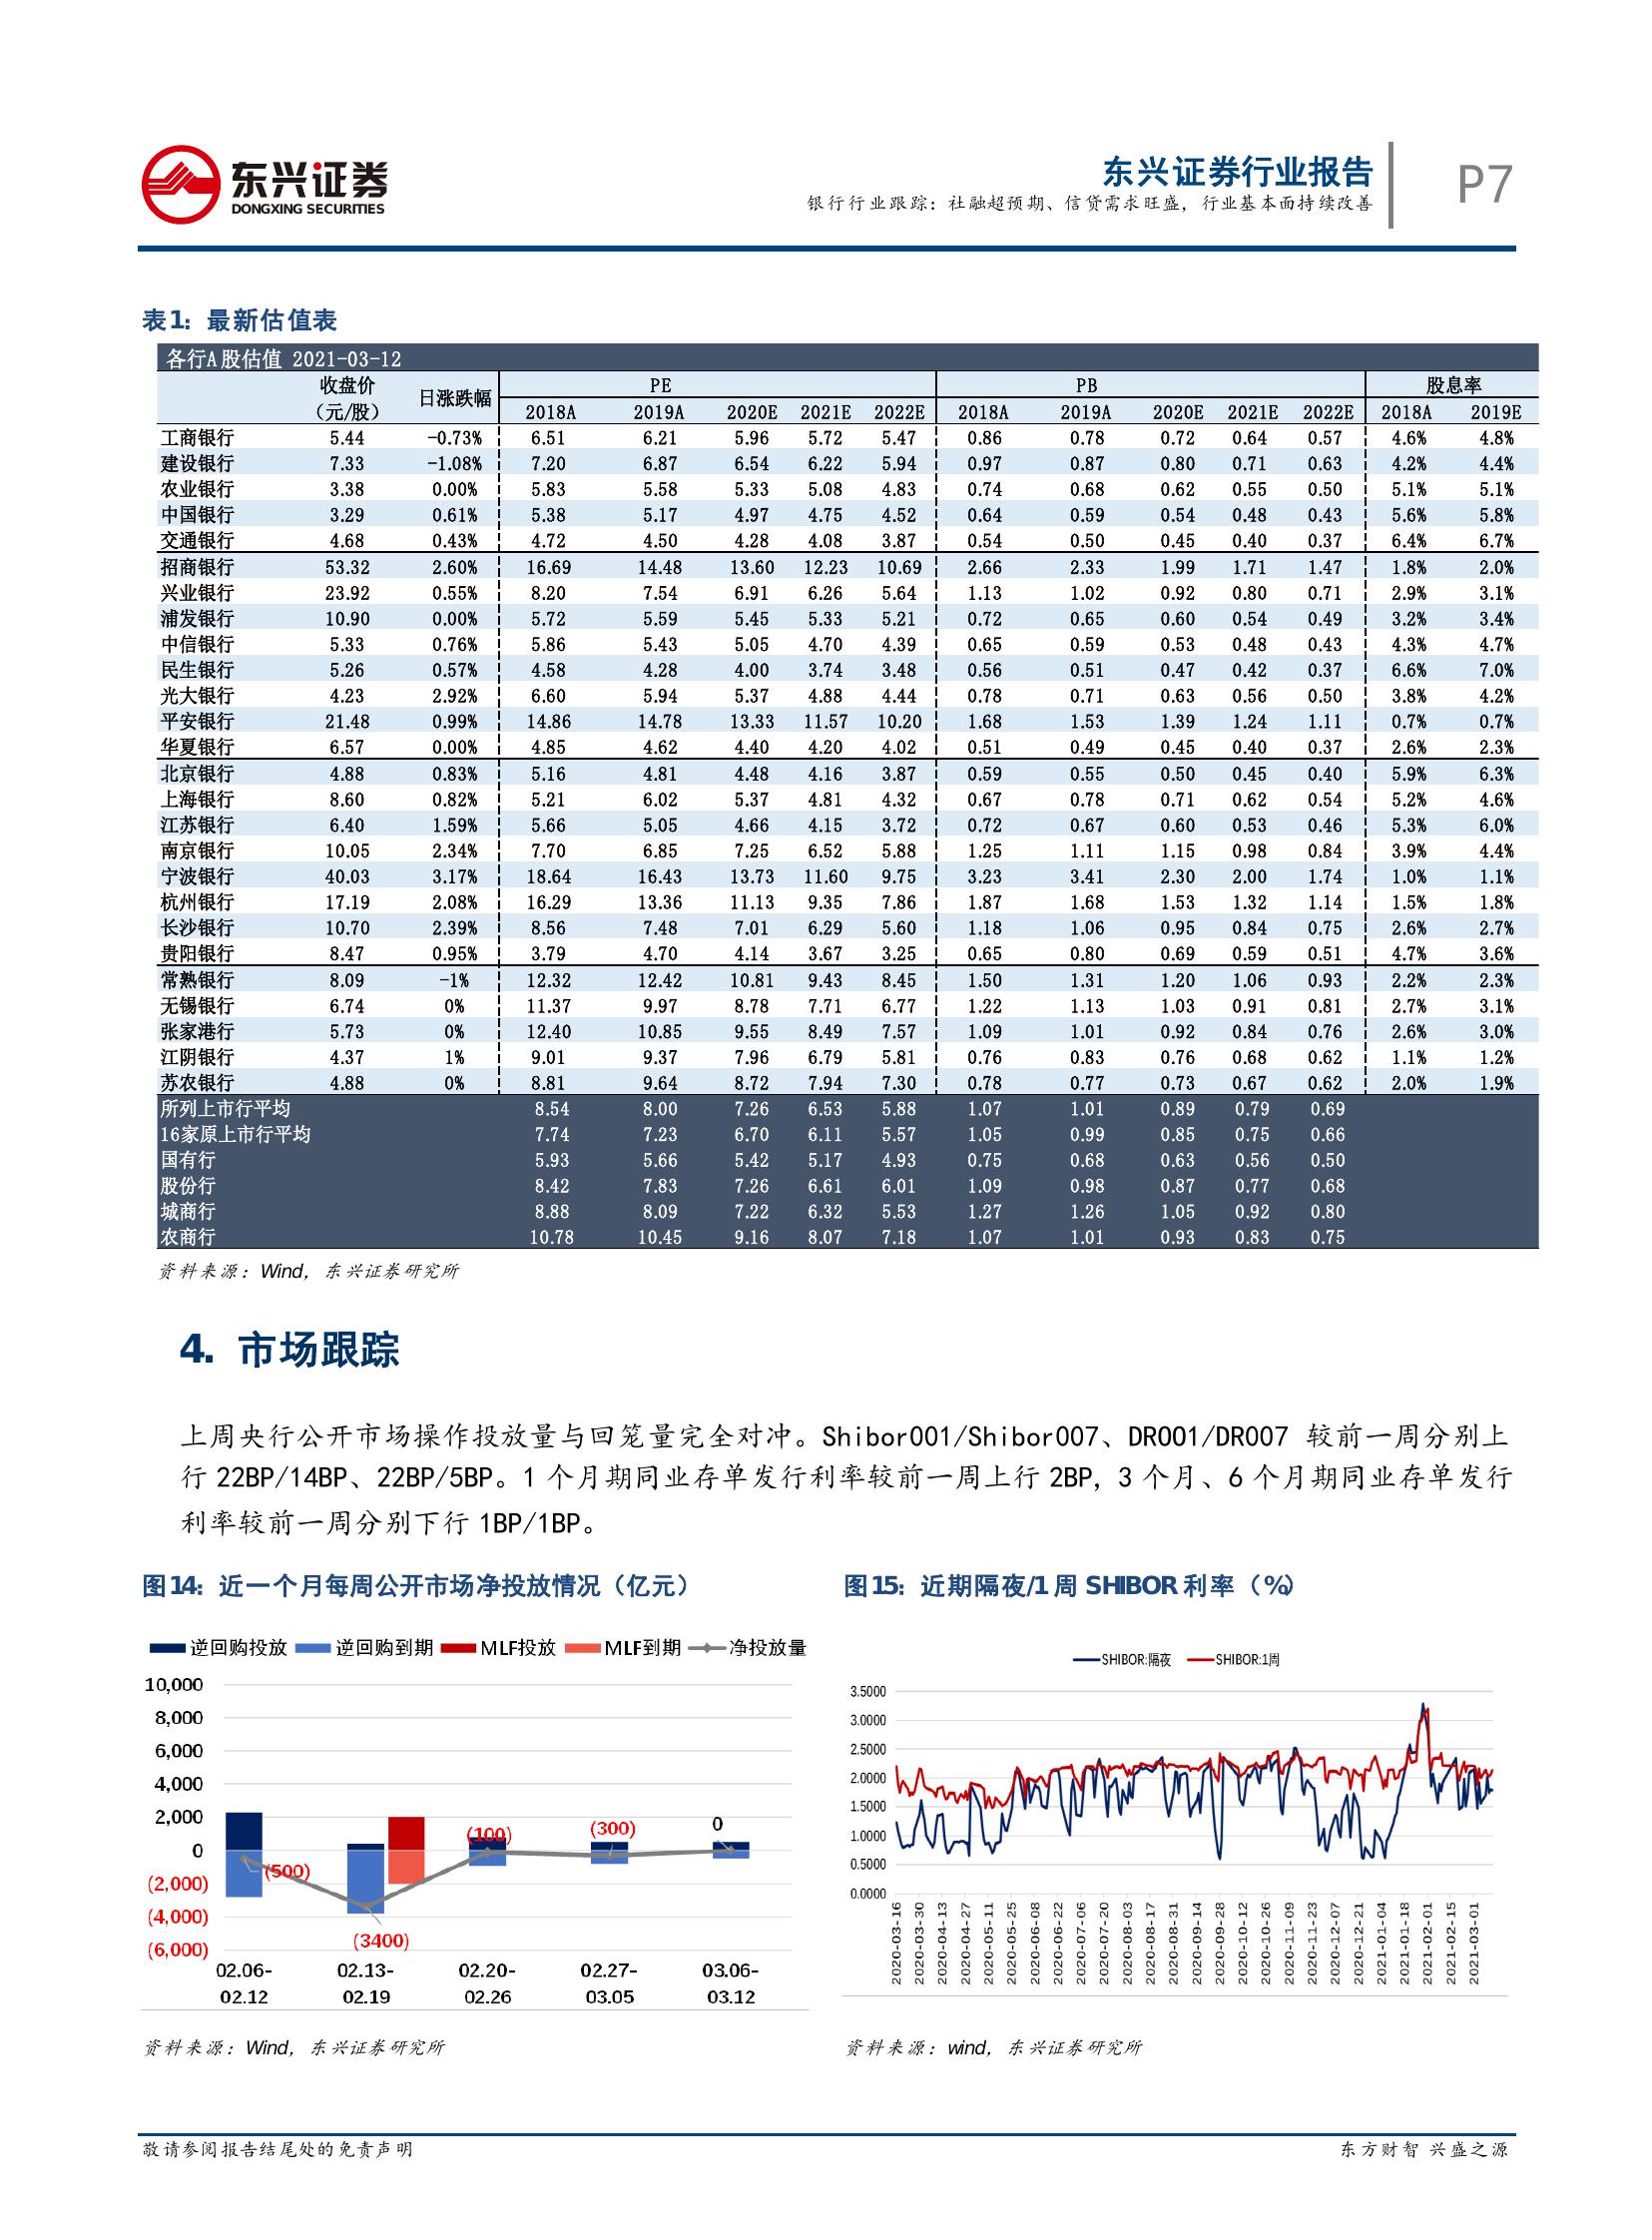 东兴证券
DONGXING SECURITIES
东兴证券行业报告
银行行业跟踪：社融超预期、信贷需求旺盛，行业基本面持续改善
P7
表1：最新估值表
各行A股估值 2021-03-12
收盘价（元/股） 日涨跌幅 PE PB 股息率
2018A 2019A 2020E 2021E 2022E 2018A 2019A 2020E 2021E 2022E 2018A 2019E
工商银行 5.44 -0.73% 6.51 6.21 5.96 5.72 5.47 0.86 0.78 0.72 0.64 0.57 4.6% 4.8%
建设银行 7.33 -1.08% 7.20 6.87 6.54 6.22 5.94 0.97 0.87 0.80 0.71 0.63 4.2% 4.4%
农业银行 3.38 0.00% 5.83 5.58 5.33 5.08 4.83 0.74 0.68 0.62 0.55 0.50 5.1% 5.1%
中国银行 3.29 0.61% 5.38 5.17 4.97 4.75 4.52 0.64 0.59 0.54 0.48 0.43 5.6% 5.8%
交通银行 4.68 0.43% 4.72 4.50 4.28 4.08 3.87 0.54 0.50 0.45 0.40 0.37 6.4% 6.7%
招商银行 53.32 2.60% 16.69 14.48 13.60 12.23 10.69 2.66 2.33 1.99 1.71 1.47 1.8% 2.0%
兴业银行 23.92 0.55% 8.20 7.54 6.91 6.26 5.64 1.13 1.02 0.92 0.80 0.71 2.9% 3.1%
浦发银行 10.90 0.00% 5.72 5.59 5.45 5.33 5.21 0.72 0.65 0.60 0.54 0.49 3.2% 3.4%
中信银行 5.33 0.76% 5.86 5.43 5.05 4.70 4.39 0.65 0.59 0.53 0.48 0.43 4.3% 4.7%
民生银行 5.26 0.57% 4.58 4.28 4.00 3.74 3.48 0.56 0.51 0.47 0.42 0.37 6.6% 7.0%
光大银行 4.23 2.92% 6.60 5.94 5.37 4.88 4.44 0.78 0.71 0.63 0.56 0.50 3.8% 4.2%
平安银行 21.48 0.99% 14.86 14.78 13.33 11.57 10.20 1.68 1.53 1.39 1.24 1.11 0.7% 0.7%
华夏银行 6.57 0.00% 4.85 4.62 4.40 4.20 4.02 0.51 0.49 0.45 0.40 0.37 2.6% 2.3%
北京银行 4.88 0.83% 5.16 4.81 4.48 4.16 3.87 0.59 0.55 0.50 0.45 0.40 5.9% 6.3%
上海银行 8.60 0.82% 5.21 6.02 5.37 4.81 4.32 0.67 0.78 0.71 0.62 0.54 5.2% 4.6%
江苏银行 6.40 1.59% 5.66 5.05 4.66 4.15 3.72 0.72 0.67 0.60 0.53 0.46 5.3% 6.0%
南京银行 10.05 2.34% 7.70 6.85 7.25 6.52 5.88 1.25 1.11 1.15 0.98 0.84 3.9% 4.4%
宁波银行 40.03 3.17% 18.64 16.43 13.73 11.60 9.75 3.23 3.41 2.30 2.00 1.74 1.0% 1.1%
杭州银行 17.19 2.08% 16.29 13.36 11.13 9.35 7.86 1.87 1.68 1.53 1.32 1.14 1.5% 1.8%
长沙银行 10.70 2.39% 8.56 7.48 7.01 6.29 5.60 1.18 1.06 0.95 0.84 0.75 2.6% 2.7%
贵阳银行 8.47 0.95% 3.79 4.70 4.14 3.67 3.25 0.65 0.80 0.69 0.59 0.51 4.7% 3.6%
常熟银行 8.09 -1% 12.32 12.42 10.81 9.43 8.45 1.50 1.31 1.20 1.06 0.93 2.2% 2.3%
无锡银行 6.74 0% 11.37 9.97 8.78 7.71 6.77 1.22 1.13 1.03 0.91 0.81 2.7% 3.1%
张家港行 5.73 0% 12.40 10.85 9.55 8.49 7.57 1.09 1.01 0.92 0.84 0.76 2.6% 3.0%
江阴银行 4.37 1% 9.01 9.37 7.96 6.79 5.81 0.76 0.83 0.76 0.68 0.62 1.1% 1.2%
苏农银行 4.88 0% 8.81 9.64 8.72 7.94 7.30 0.78 0.77 0.73 0.67 0.62 2.0% 1.9%
所列上市行平均 8.54 8.00 7.26 6.53 5.88 1.07 1.01 0.89 0.79 0.69
16家原上市行平均 7.74 7.23 6.70 6.11 5.57 1.05 0.99 0.85 0.75 0.66
国有行 5.93 5.66 5.42 5.17 4.93 0.75 0.68 0.63 0.56 0.50
股份行 8.42 7.83 7.26 6.61 6.01 1.09 0.98 0.87 0.77 0.68
城商行 8.88 8.09 7.22 6.32 5.53 1.27 1.26 1.05 0.92 0.80
农商行 10.78 10.45 9.16 8.07 7.18 1.07 1.01 0.93 0.83 0.75
资料来源：Wind，东兴证券研究所
4. 市场跟踪
上周央行公开市场操作投放量与回笼量完全对冲。Shibor001/Shibor007、DR001/DR007 较前一周分别上
行 22BP/14BP、22BP/5BP。1 个月期同业存单发行利率较前一周上行 2BP，3 个月、6 个月期同业存单发行
利率较前一周分别下行 1BP/1BP。
图14：近一个月每周公开市场净投放情况（亿元）
逆回购投放 逆回购到期 MLF投放 MLF到期 净投放量
10,000
8,000
6,000
4,000
2,000
0
(2,000)
(4,000)
(6,000)
(500)
(3400)
(100)
(300)
0
02.06-02.12 02.13-02.19 02.20-02.26 02.27-03.05 03.06-03.12
资料来源：Wind，东兴证券研究所
图15：近期隔夜/1周SHIBOR利率（%）
SHIBOR:隔夜 SHIBOR:1周
3.5000
3.0000
2.5000
2.0000
1.5000
1.0000
0.5000
0.0000
2020-03-16 2020-03-30 2020-04-13 2020-04-27 2020-05-11 2020-05-25 2020-06-08 2020-06-22 2020-07-06 2020-07-20 2020-08-03 2020-08-17 2020-08-31 2020-09-14 2020-09-28 2020-10-12 2020-10-26 2020-11-09 2020-11-23 2020-12-07 2020-12-21 2021-01-04 2021-01-18 2021-02-01 2021-02-15 2021-03-01
资料来源：wind，东兴证券研究所
敬请参阅报告结尾处的免责声明
东方财智 兴盛之源